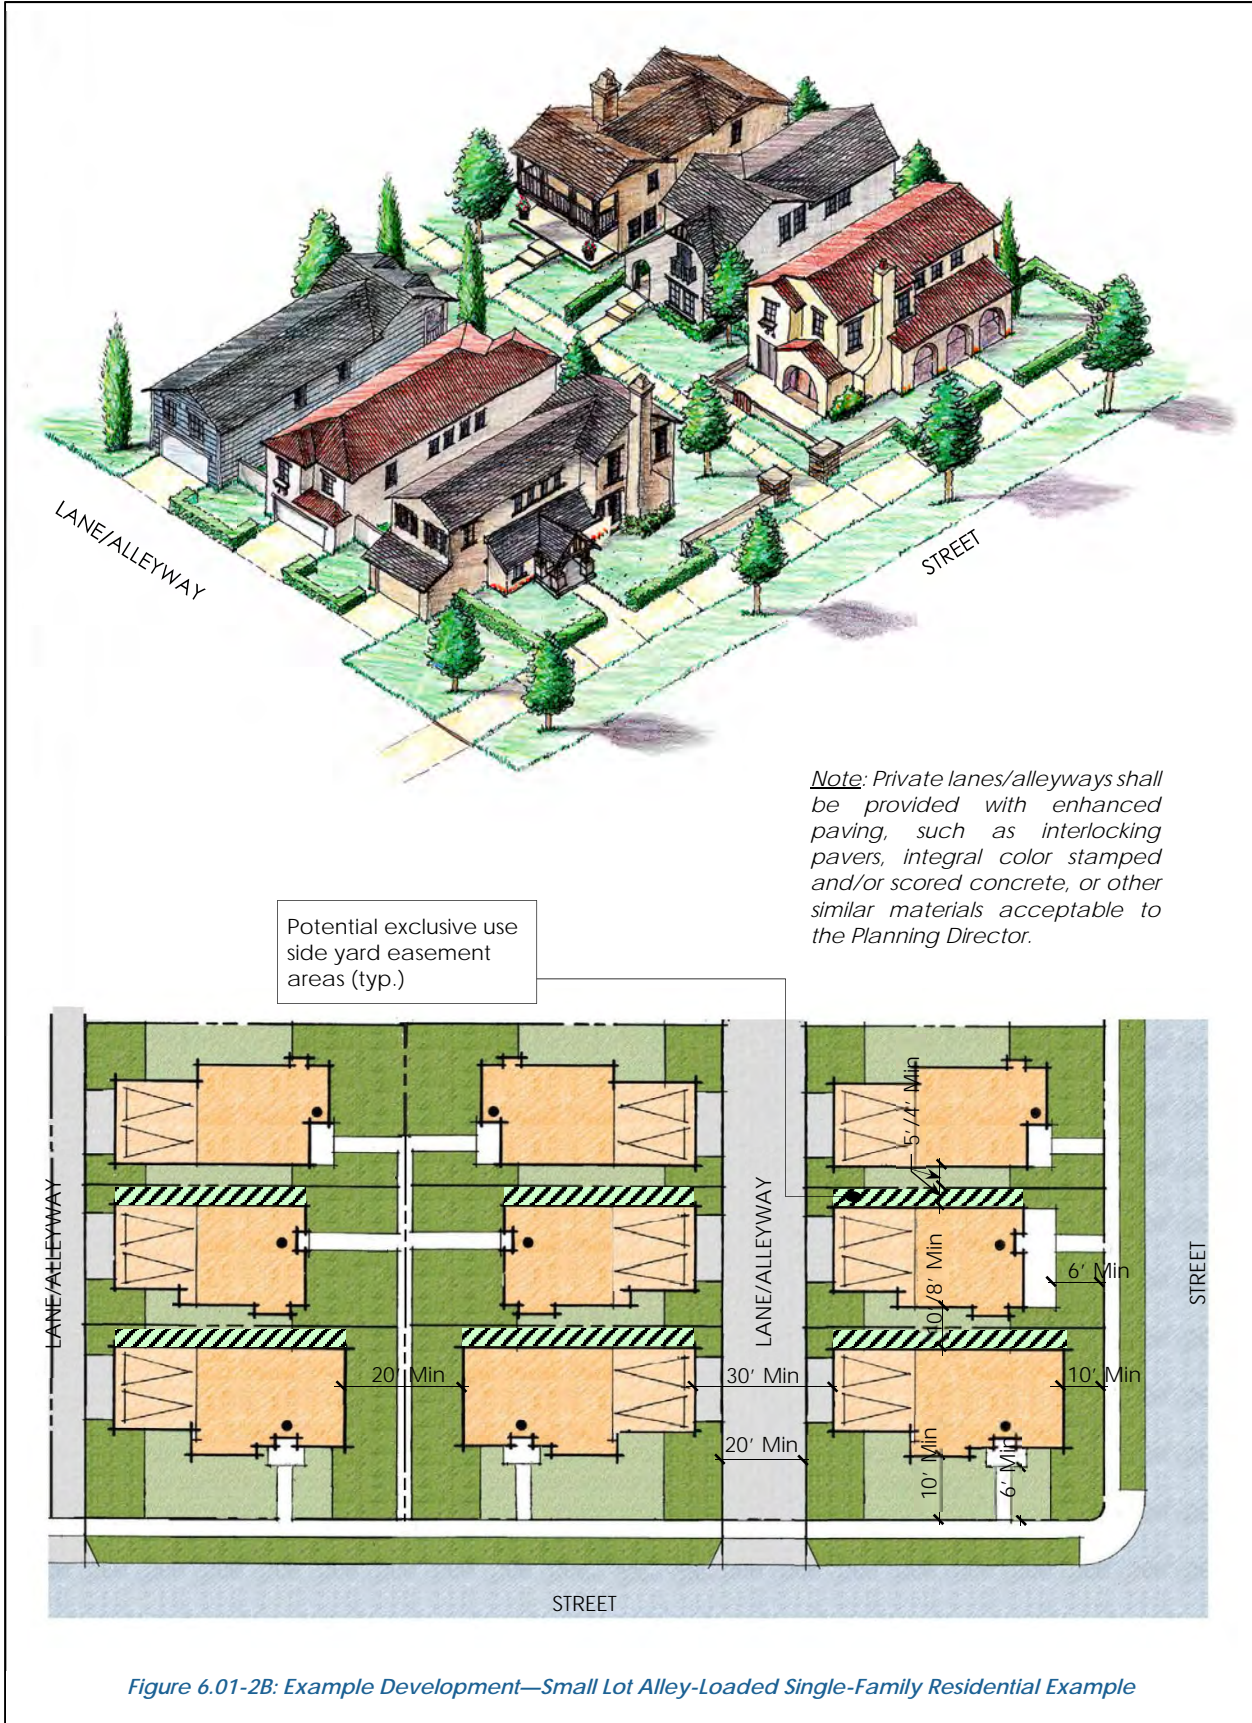 LANE/ALLEYWAY
STREET
Note: Private lanes/alleyways shall
be provided with enhanced
paving, such as interlocking
pavers, integral color stamped
and/or scored concrete, or other
similar materials acceptable to
the Planning Director.
Potential exclusive use
side yard easement
areas (typ.)
5'/4' Min
LANE/ALLEYWAY
LANE/ALLEYWAY
10'/8' Min
6' Min
STREET
20' Min
30' Min
10' Min
20' Min
10' Min
6' Min
STREET
Figure 6.01-2B: Example Development—Small Lot Alley-Loaded Single-Family Residential Example